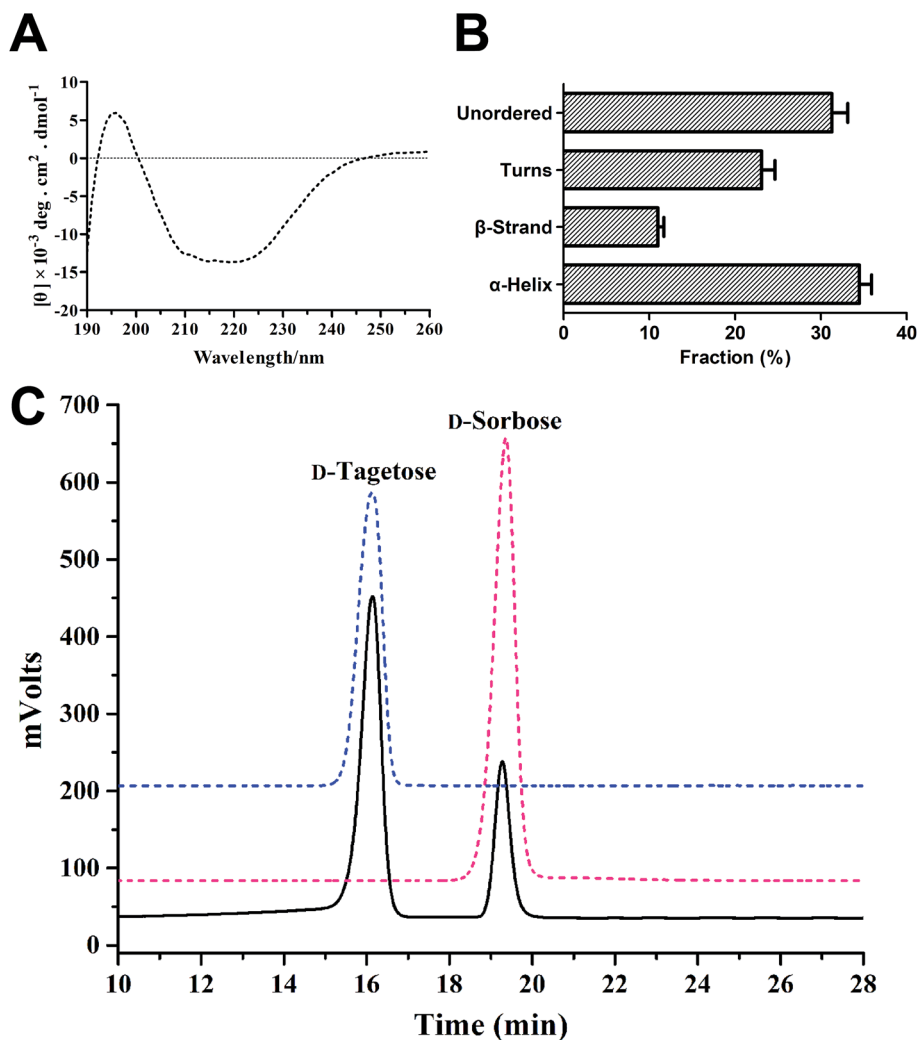 A
[θ] × 10⁻³ deg . cm² . dmol⁻¹
10
5
0
-5
-10
-15
-20
190 200 210 220 230 240 250 260
Wavelength/nm
B
Unordered
Turns
β-Strand
α-Helix
0 10 20 30 40
Fraction (%)
C
mVolts
700
600
500
400
300
200
100
0
D-Sorbose
D-Tagetose
10 12 14 16 18 20 22 24 26 28
Time (min)